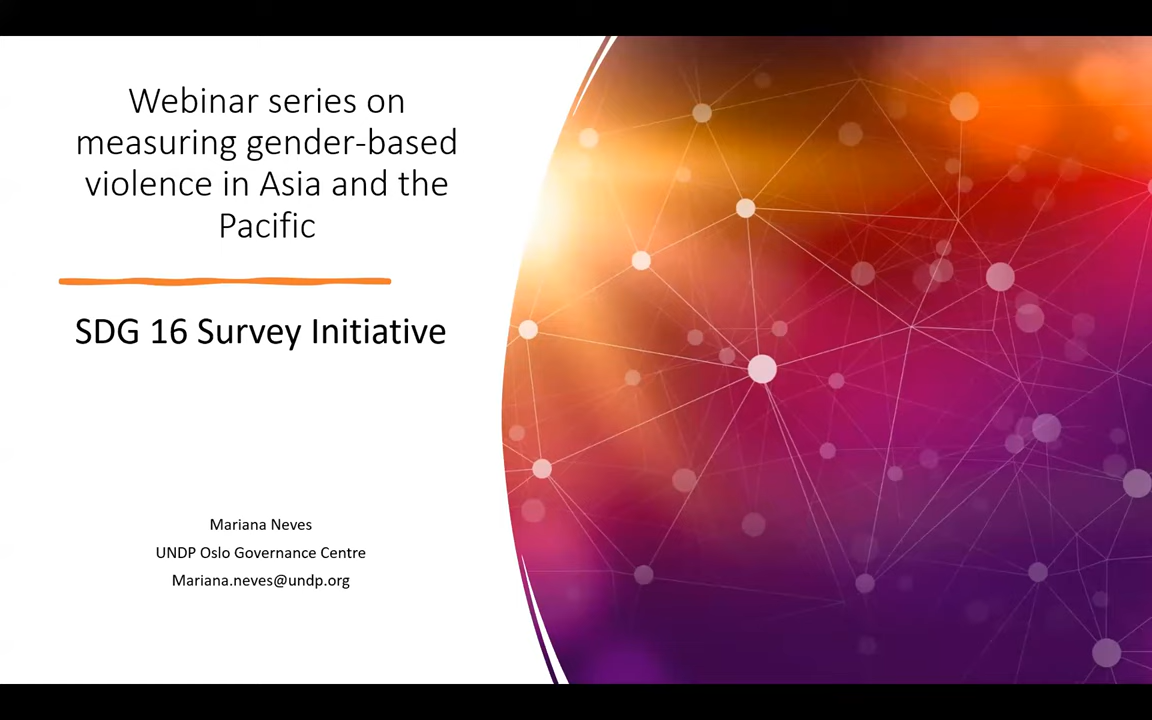 Webinar series on
measuring gender-based
violence in Asia and the
Pacific
SDG 16 Survey Initiative
Mariana Neves
UNDP Oslo Governance Centre
Mariana.neves@undp.org